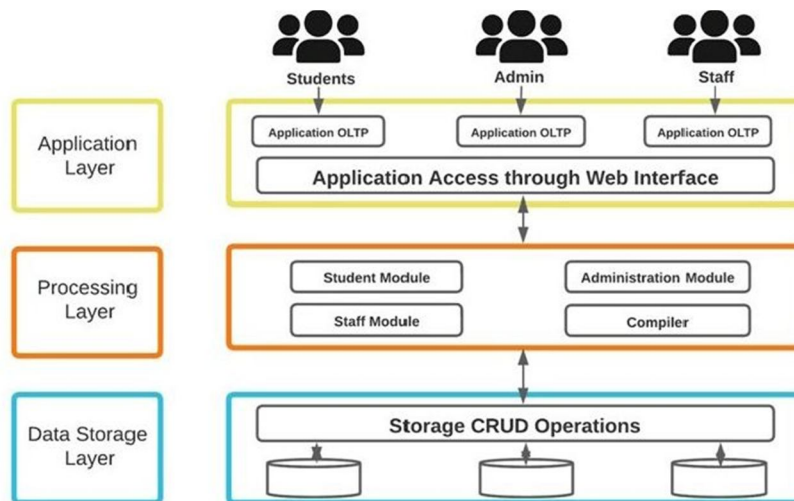 Students
Admin
Staff
Application
Layer
Application OLTP
Application OLTP
Application OLTP
Application Access through Web Interface
Processing
Layer
Student Module
Administration Module
Staff Module
Compiler
Data Storage
Layer
Storage CRUD Operations